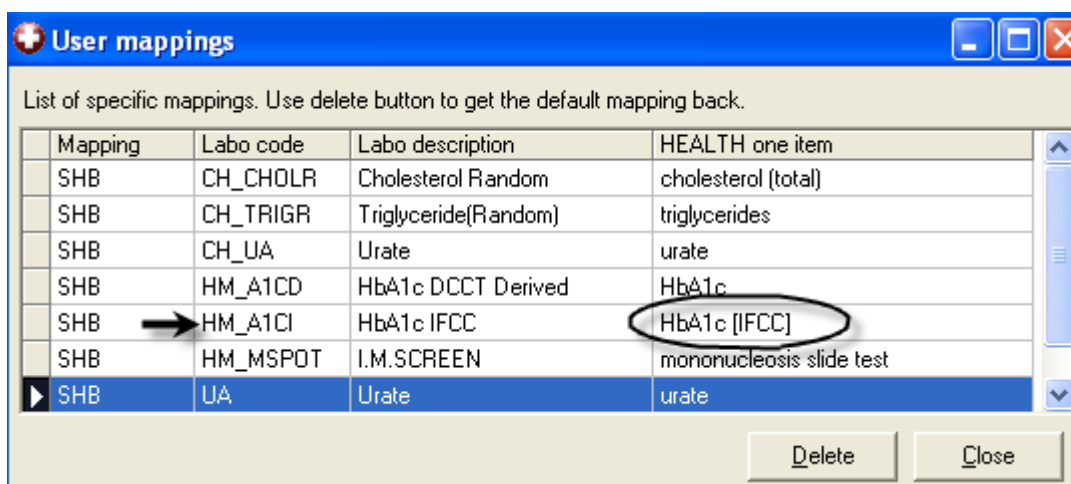 User mappings
List of specific mappings. Use delete button to get the default mapping back.
Mapping Labo code Labo description HEALTH one item
SHB CH_CHOLR Cholesterol Random cholesterol (total)
SHB CH_TRIGR Triglyceride(Random) triglycerides
SHB CH_UA Urate urate
SHB HM_A1CD HbA1c DCCT Derived HbA1c
SHB HM_A1CI HbA1c IFCC HbA1c [IFCC]
SHB HM_MSPOT I.M.SCREEN mononucleosis slide test
SHB UA Urate urate
Delete Close